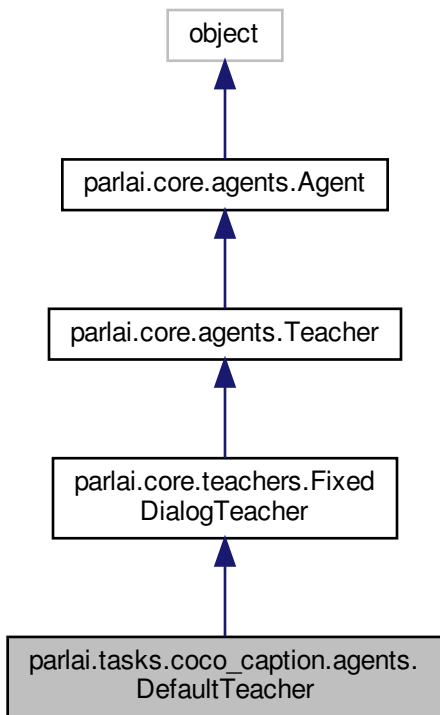 object
parlai.core.agents.Agent
parlai.core.agents.Teacher
parlai.core.teachers.Fixed
DialogTeacher
parlai.tasks.coco_caption.agents.
DefaultTeacher